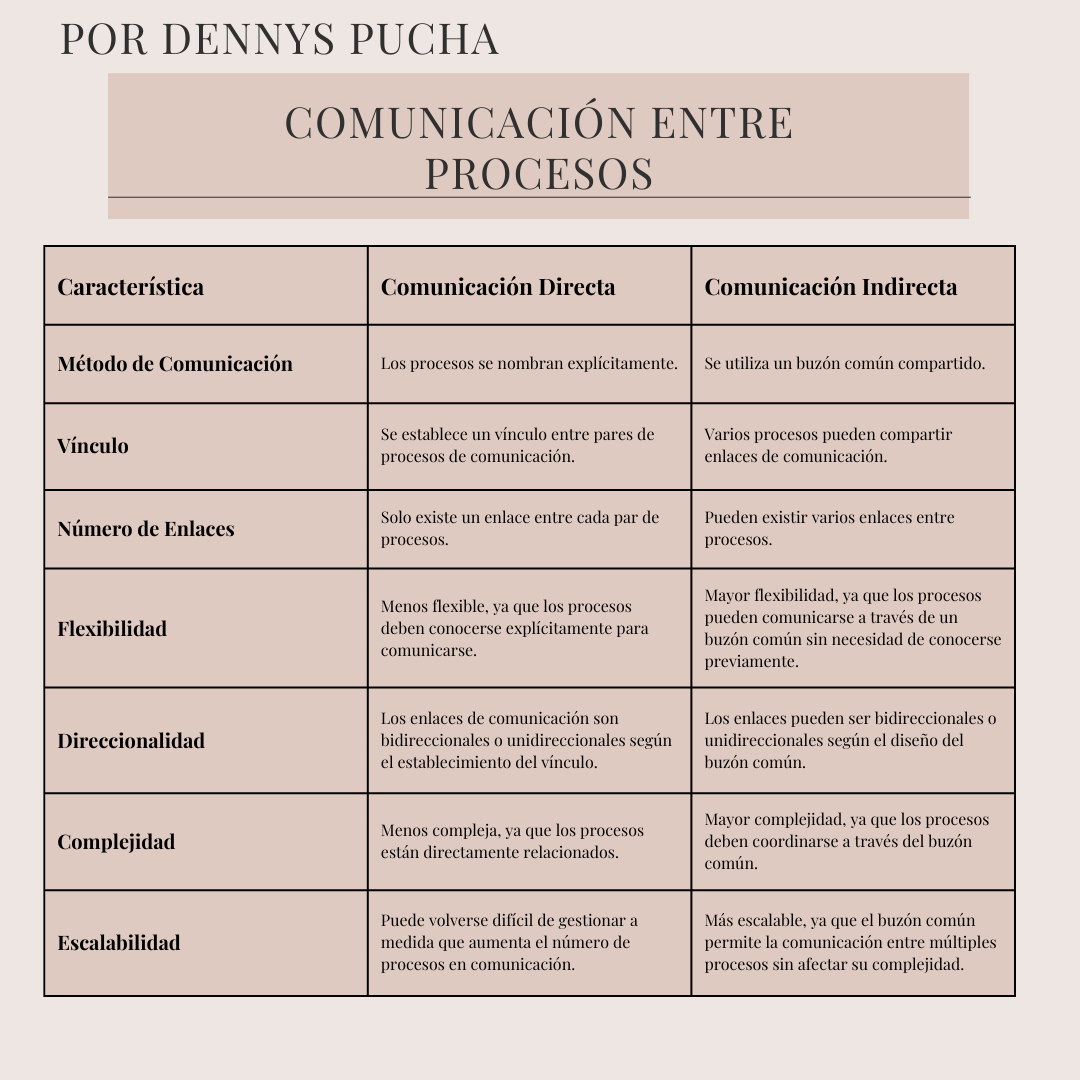 POR DENNYS PUCHA
COMUNICACIÓN ENTRE
PROCESOS
Característica
Comunicación Directa
Comunicación Indirecta
Método de Comunicación
Los procesos se nombran explícitamente.
Se utiliza un buzón común compartido.
Vínculo
Se establece un vínculo entre pares de
procesos de comunicación.
Varios procesos pueden compartir
enlaces de comunicación.
Número de Enlaces
Solo existe un enlace entre cada par de
procesos.
Pueden existir varios enlaces entre
procesos.
Flexibilidad
Menos flexible, ya que los procesos
deben conocerse explícitamente para
comunicarse.
Mayor flexibilidad, ya que los procesos
pueden comunicarse a través de un
buzón común sin necesidad de conocerse
previamente.
Direccionalidad
Los enlaces de comunicación son
bidireccionales o unidireccionales según
el establecimiento del vínculo.
Los enlaces pueden ser bidireccionales o
unidireccionales según el diseño del
buzón común.
Complejidad
Menos compleja, ya que los procesos
están directamente relacionados.
Mayor complejidad, ya que los procesos
deben coordinarse a través del buzón
común.
Escalabilidad
Puede volverse difícil de gestionar a
medida que aumenta el número de
procesos en comunicación.
Más escalable, ya que el buzón común
permite la comunicación entre múltiples
procesos sin afectar su complejidad.